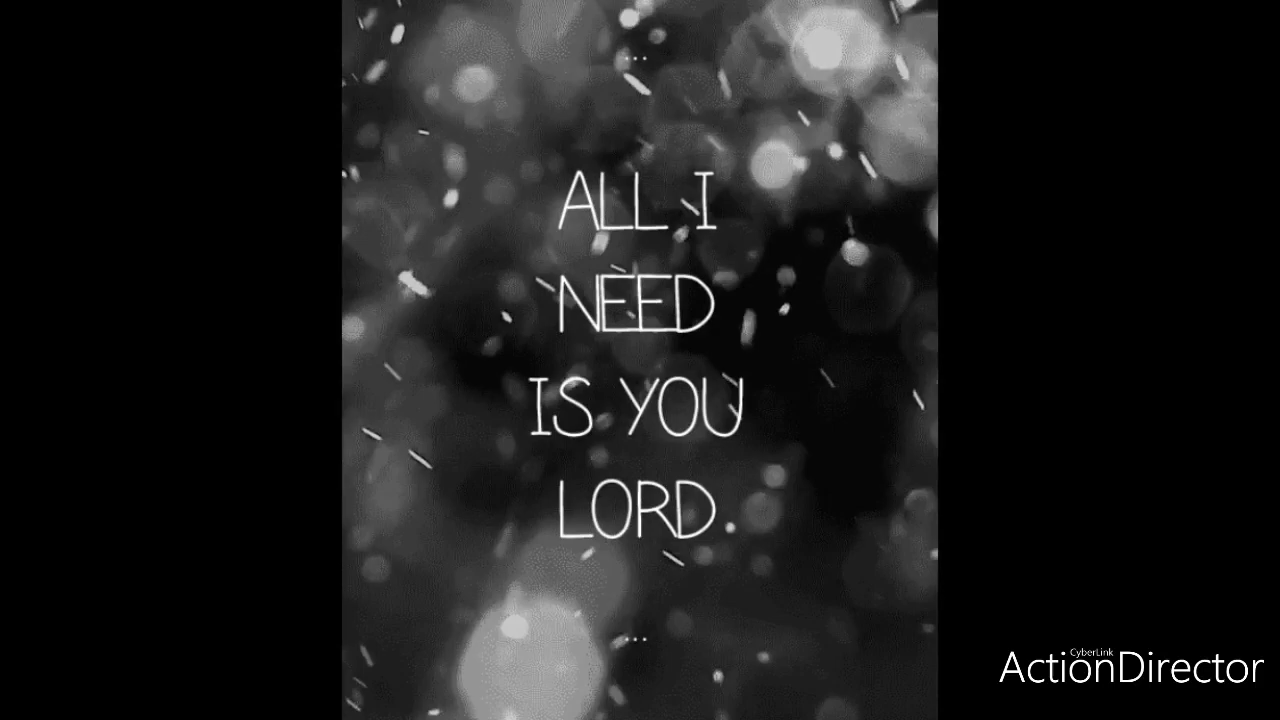 ...
ALL I
NEED
IS YOU
LORD.
...
CyberLink
ActionDirector